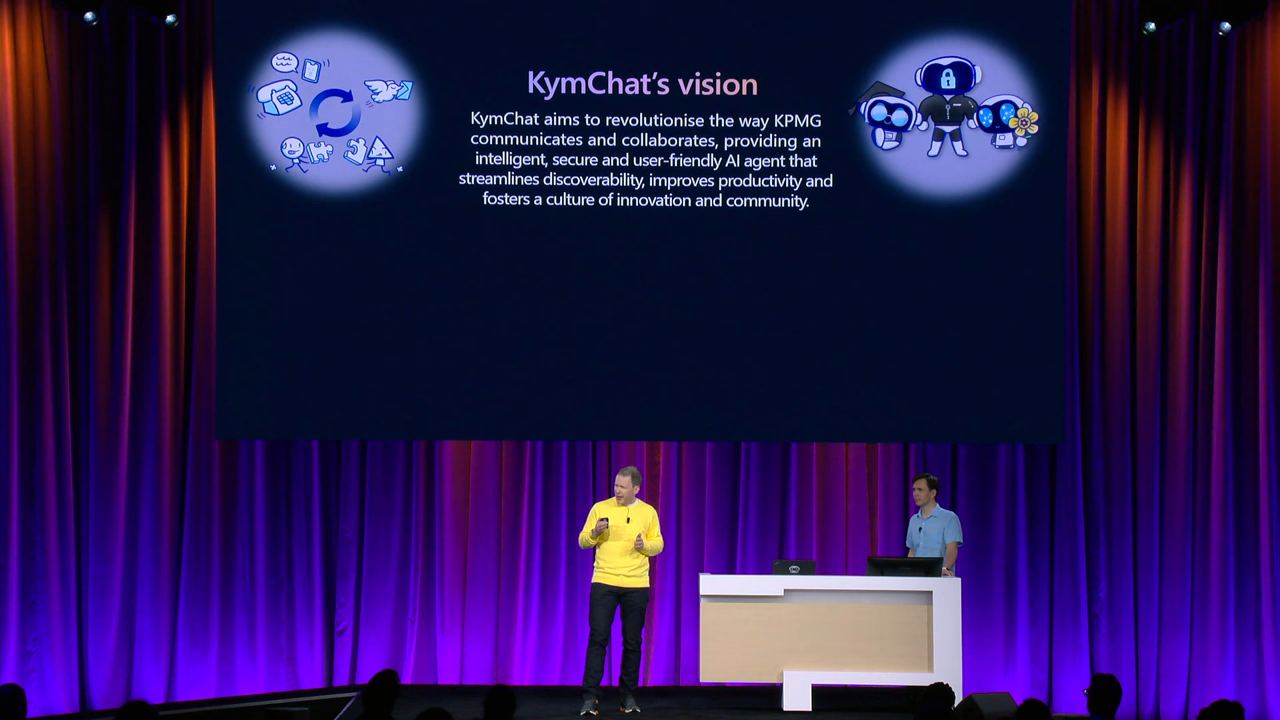 KymChat's vision
KymChat aims to revolutionise the way KPMG
communicates and collaborates, providing an
intelligent, secure and user-friendly AI agent that
streamlines discoverability, improves productivity and
fosters a culture of innovation and community.